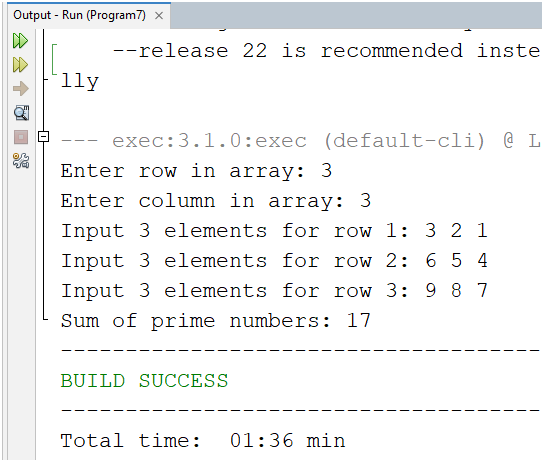 Output - Run (Program7) ×
--release 22 is recommended inste
lly
--- exec:3.1.0:exec (default-cli) @ L
Enter row in array: 3
Enter column in array: 3
Input 3 elements for row 1: 3 2 1
Input 3 elements for row 2: 6 5 4
Input 3 elements for row 3: 9 8 7
Sum of prime numbers: 17
----------------------------------------
BUILD SUCCESS
----------------------------------------
Total time:  01:36 min